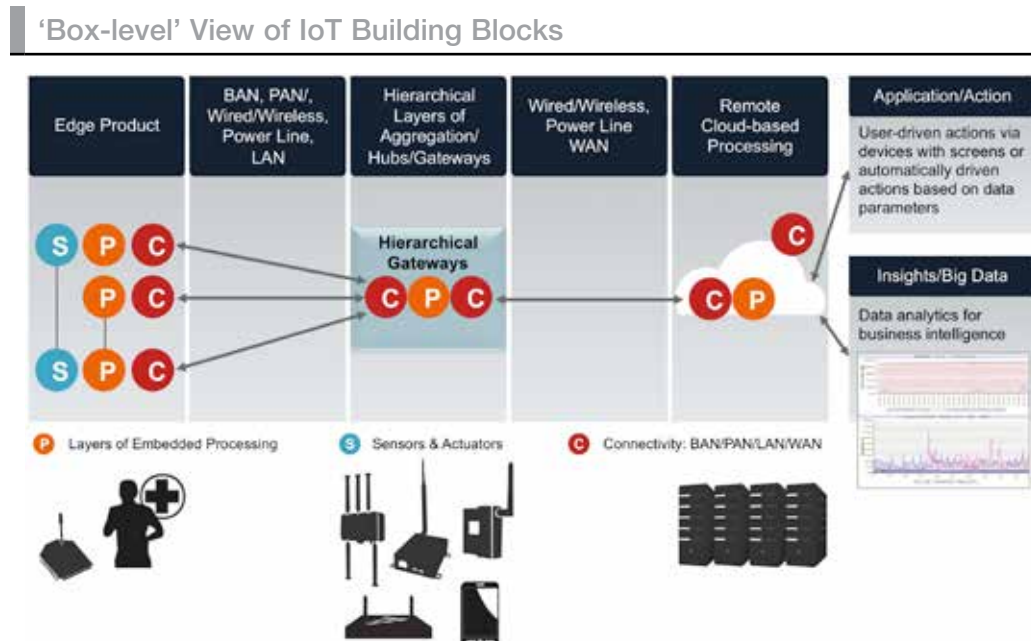 ‘Box-level’ View of IoT Building Blocks
Edge Product
BAN, PAN/,
Wired/Wireless,
Power Line,
LAN
Hierarchical
Layers of
Aggregation/
Hubs/Gateways
Wired/Wireless,
Power Line
WAN
Remote
Cloud-based
Processing
Application/Action
User-driven actions via
devices with screens or
automatically driven
actions based on data
parameters
S P C
P C
S P C
Hierarchical
Gateways
C P C
C
C P
Insights/Big Data
Data analytics for
business intelligence
P Layers of Embedded Processing
S Sensors & Actuators
C Connectivity: BAN/PAN/LAN/WAN